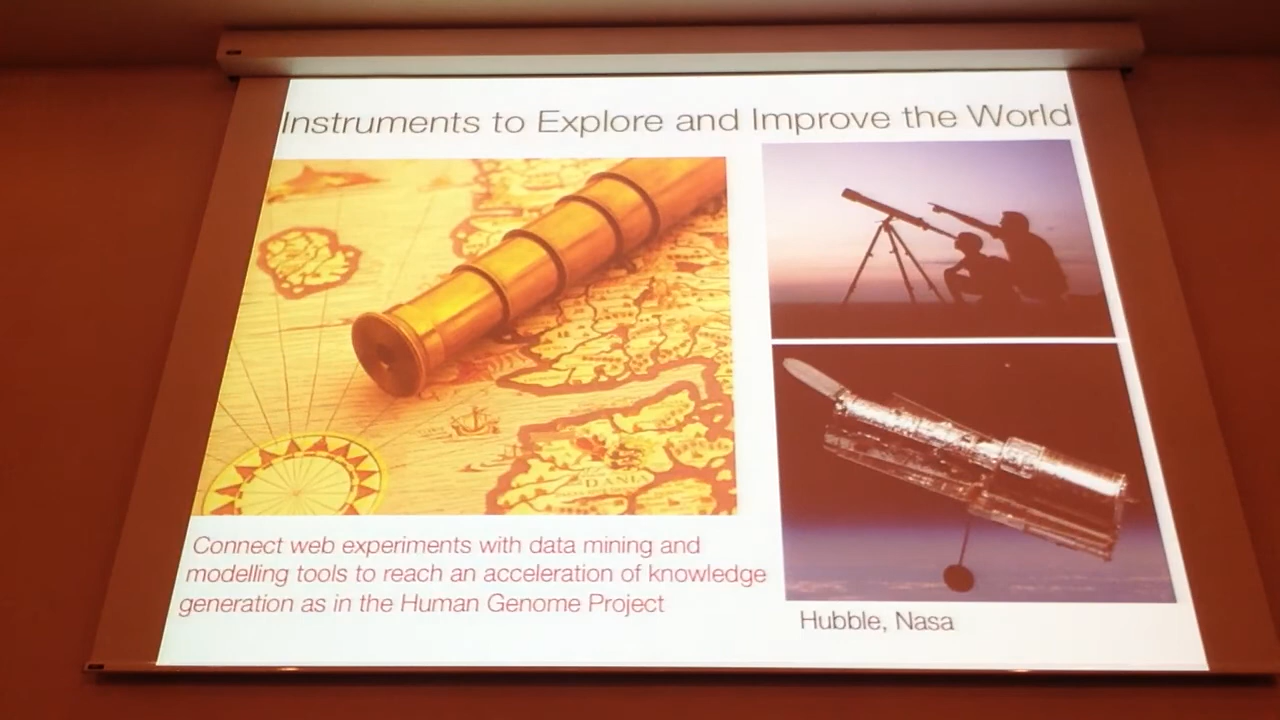 Instruments to Explore and Improve the World
DANIA
Connect web experiments with data mining and
modelling tools to reach an acceleration of knowledge
generation as in the Human Genome Project
Hubble, Nasa